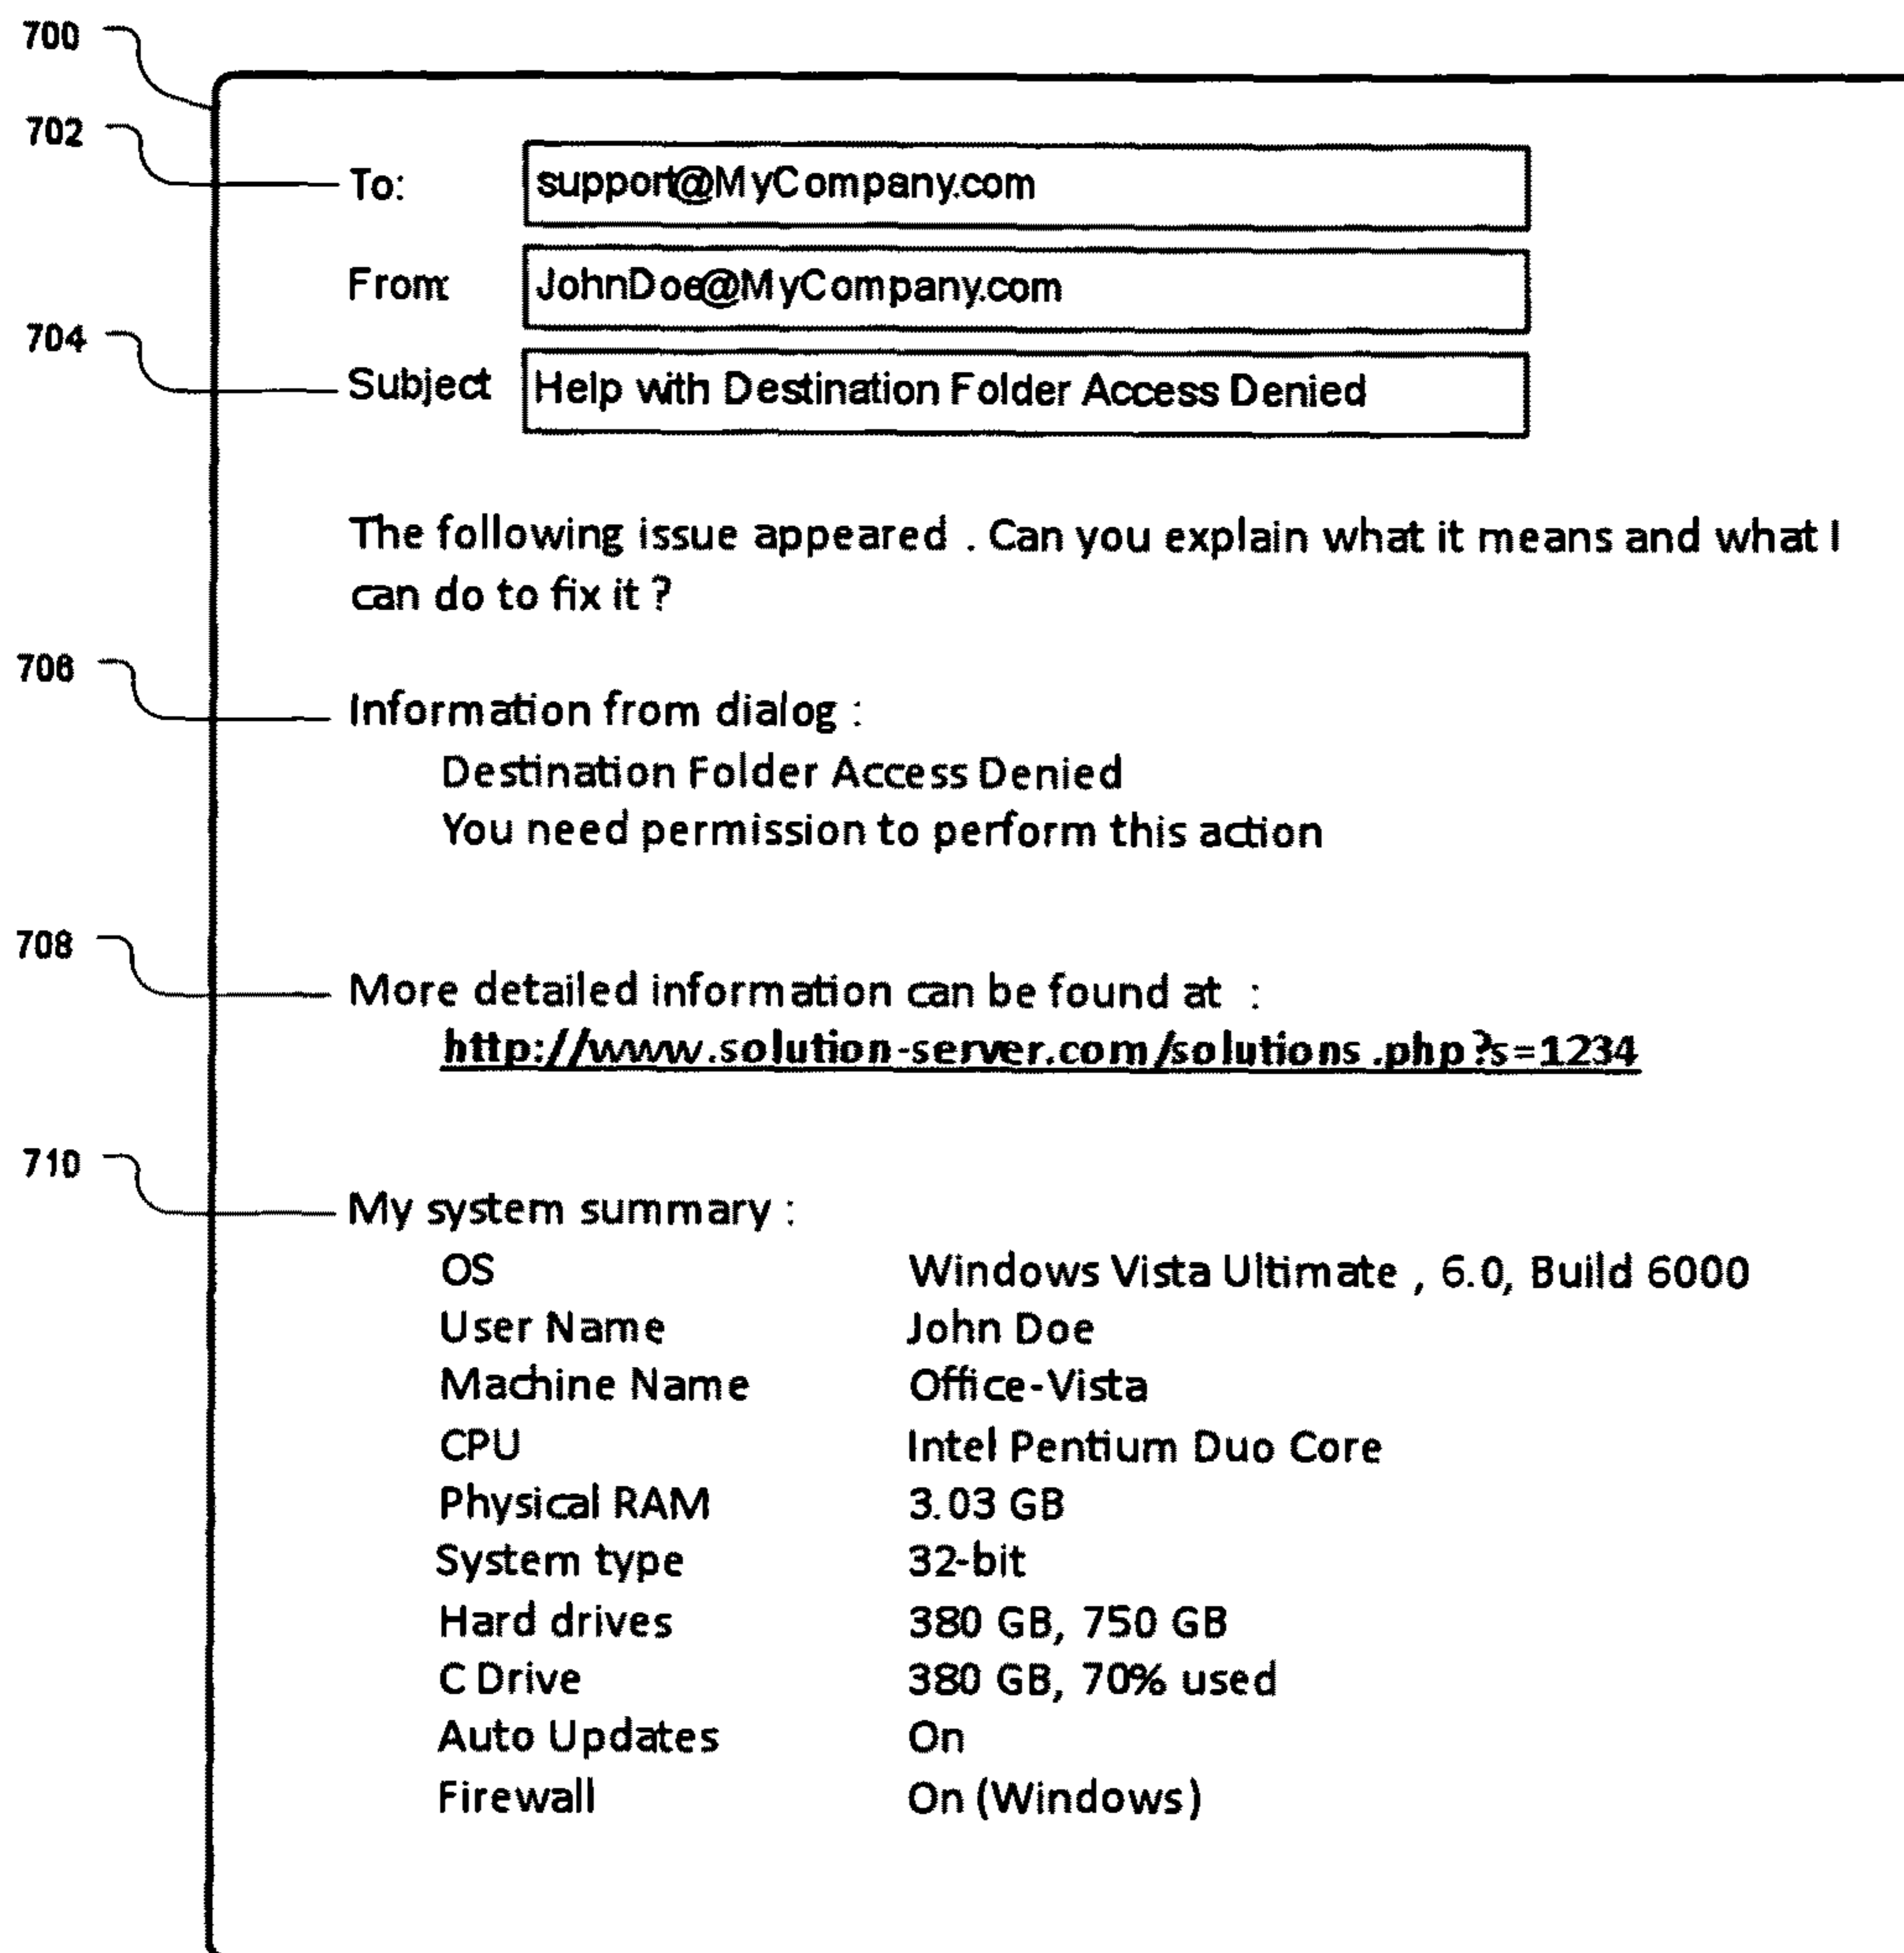 700
702
To: support@MyCompany.com
From: JohnDoe@MyCompany.com
704
Subject Help with Destination Folder Access Denied
The following issue appeared . Can you explain what it means and what I
can do to fix it ?
706
Information from dialog :
Destination Folder Access Denied
You need permission to perform this action
708
More detailed information can be found at :
http://www.solution-server.com/solutions.php?s=1234
710
My system summary :
OS Windows Vista Ultimate , 6.0, Build 6000
User Name John Doe
Machine Name Office-Vista
CPU Intel Pentium Duo Core
Physical RAM 3.03 GB
System type 32-bit
Hard drives 380 GB, 750 GB
C Drive 380 GB, 70% used
Auto Updates On
Firewall On (Windows)